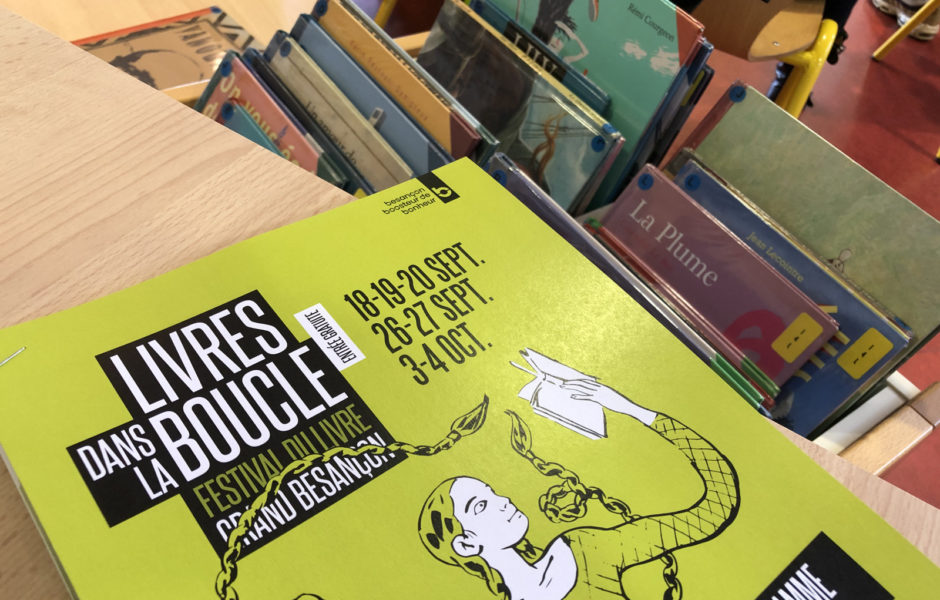 Rémi Courgeon
La Plume
Jean Lecointre
besançon
boosteur de
bonheur
18-19-20 SEPT.
26-27 SEPT.
3-4 OCT.
ENTRÉE GRATUITE
LIVRES
DANS
LA
BOUCLE
FESTIVAL DU LIVRE
GRAND BESANÇON